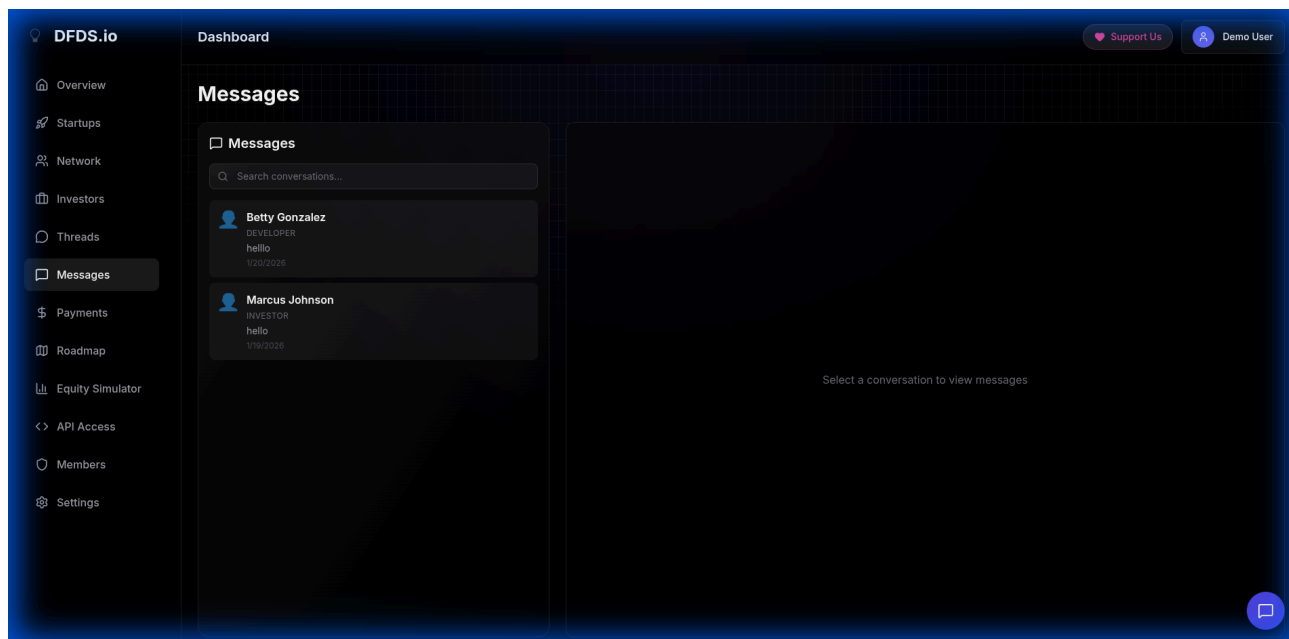 DFDS.io
Dashboard
Support Us
Demo User
Overview
Startups
Network
Investors
Threads
Messages
Payments
Roadmap
Equity Simulator
API Access
Members
Settings
Messages
Messages
Search conversations...
Betty Gonzalez
DEVELOPER
helllo
1/20/2026
Marcus Johnson
INVESTOR
hello
1/19/2026
Select a conversation to view messages